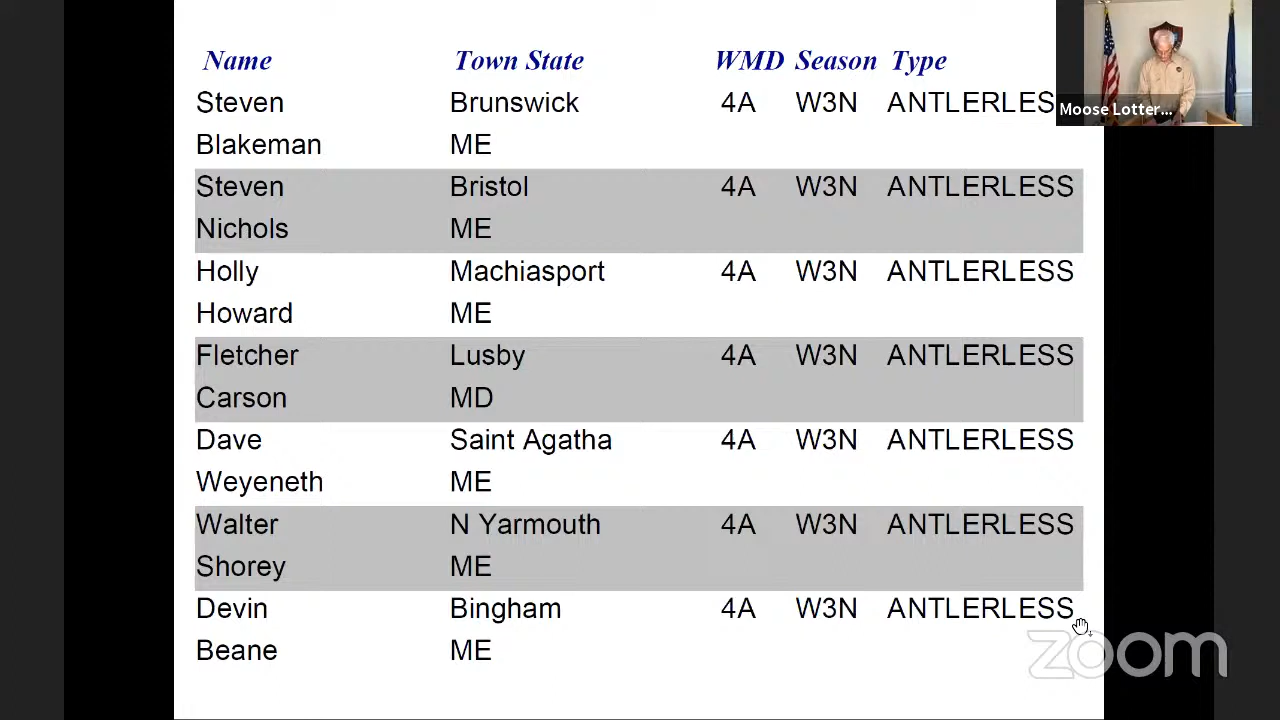 Name Town State WMD Season Type
Steven Brunswick 4A W3N ANTLERLES
Blakeman ME
Steven Bristol 4A W3N ANTLERLESS
Nichols ME
Holly Machiasport 4A W3N ANTLERLESS
Howard ME
Fletcher Lusby 4A W3N ANTLERLESS
Carson MD
Dave Saint Agatha 4A W3N ANTLERLESS
Weyeneth ME
Walter N Yarmouth 4A W3N ANTLERLESS
Shorey ME
Devin Bingham 4A W3N ANTLERLESS
Beane ME
Moose Lotter...
zoom